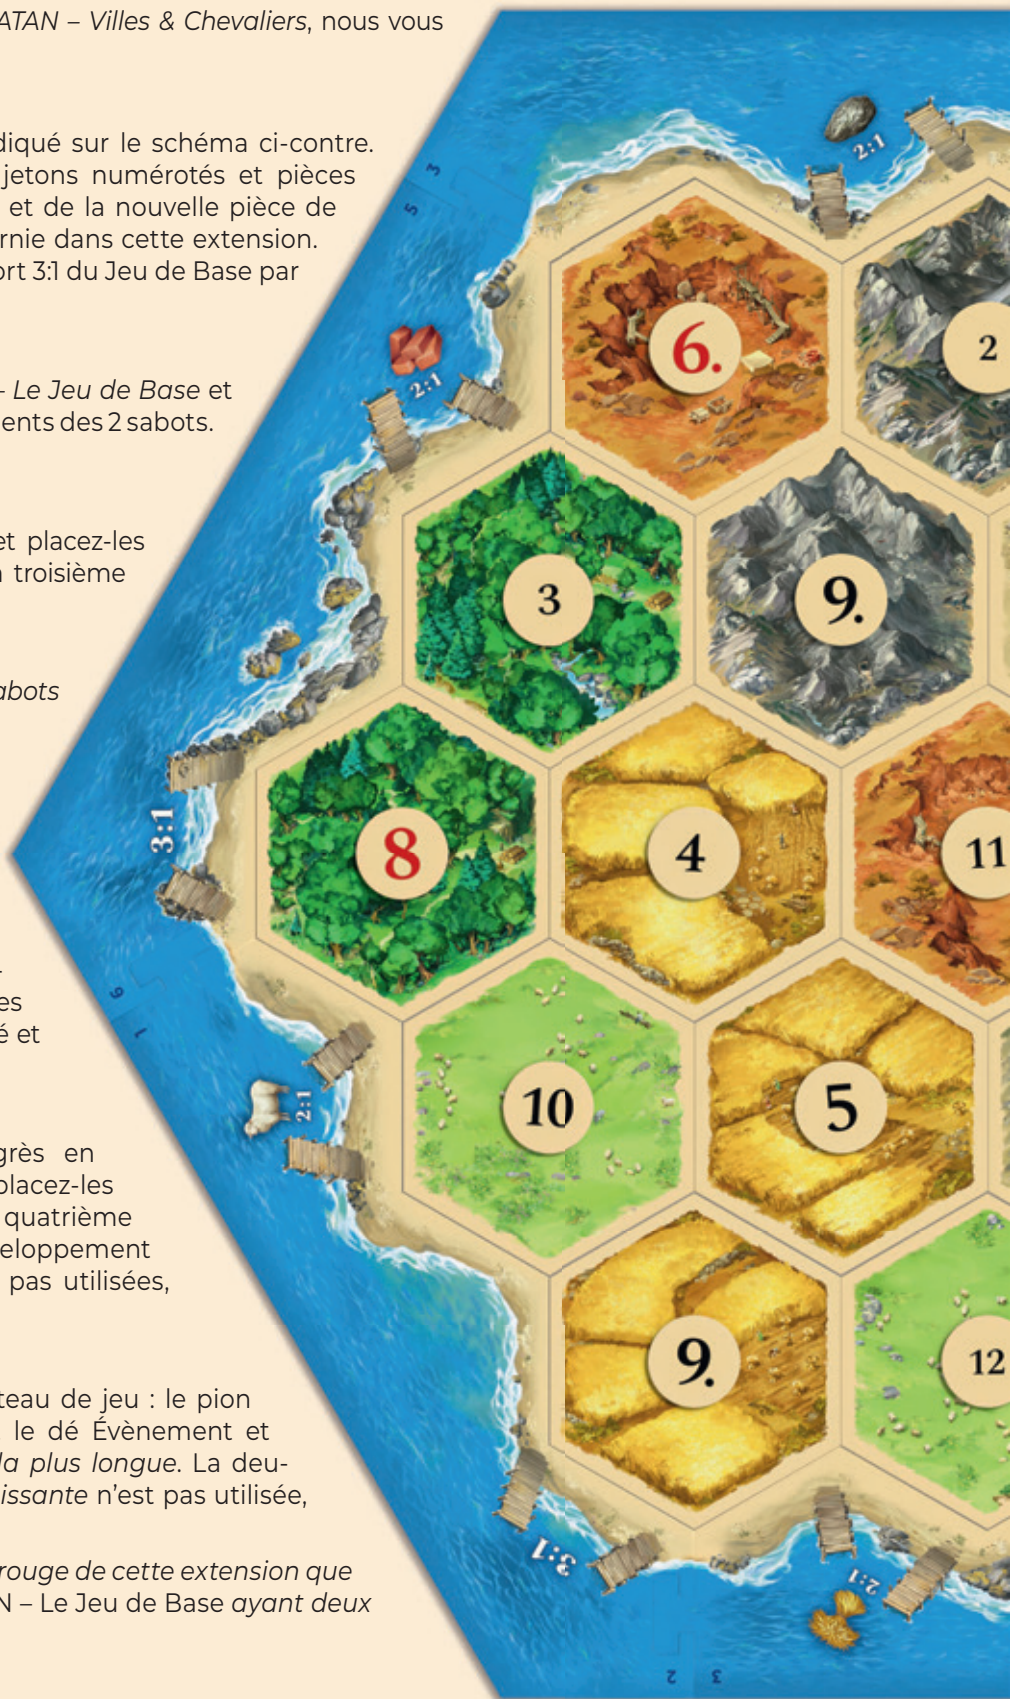 ATAN – Villes & Chevaliers, nous vous
diqué sur le schéma ci-contre.
jetons numérotés et pièces
et de la nouvelle pièce de
rnie dans cette extension.
ort 3:1 du Jeu de Base par
– Le Jeu de Base et
ents des 2 sabots.
et placez-les
troisième
abots
es
é et
grès en
placez-les
quatrième
eloppement
pas utilisées,
teau de jeu : le pion
le dé Évènement et
la plus longue. La deu-
issante n'est pas utilisée,
rouge de cette extension que
N – Le Jeu de Base ayant deux
3
5
2:1
2:1
6.
2
3
9.
3:1
8
4
11
6
1
2:1
10
5
9.
12
3:1
2:1
2
3